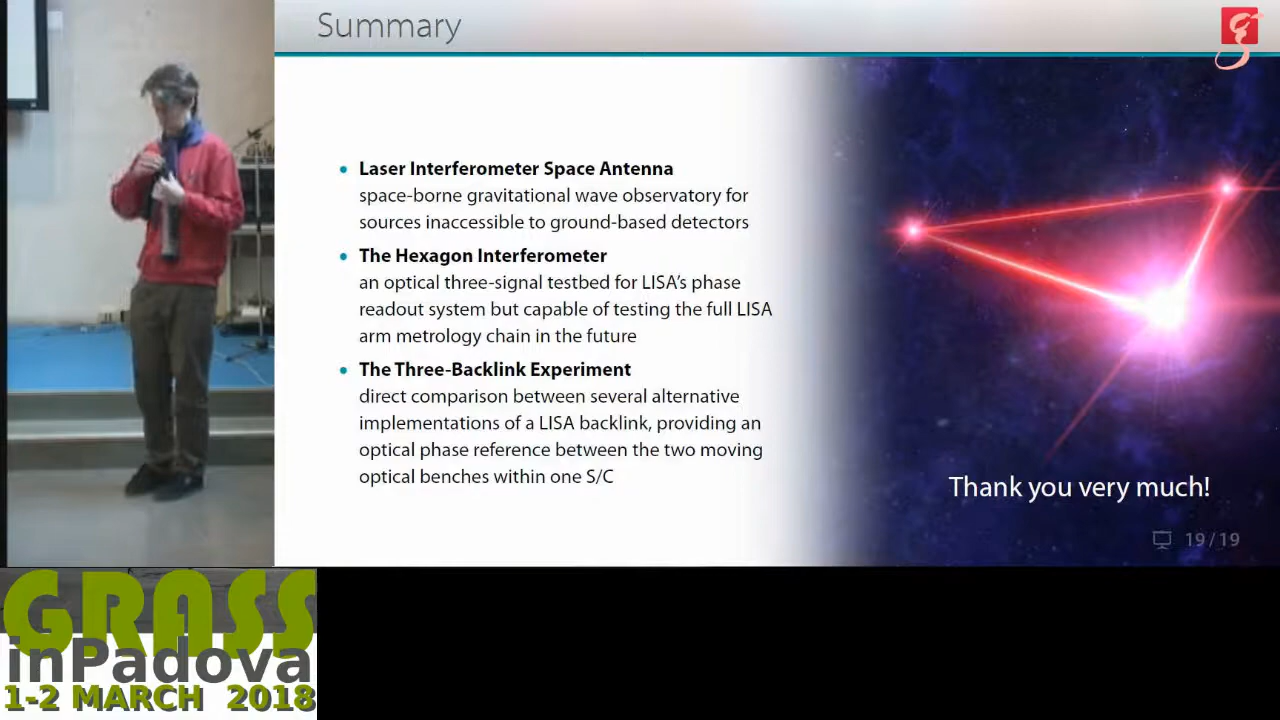 Summary
• Laser Interferometer Space Antenna
space-borne gravitational wave observatory for
sources inaccessible to ground-based detectors
• The Hexagon Interferometer
an optical three-signal testbed for LISA's phase
readout system but capable of testing the full LISA
arm metrology chain in the future
• The Three-Backlink Experiment
direct comparison between several alternative
implementations of a LISA backlink, providing an
optical phase reference between the two moving
optical benches within one S/C
Thank you very much!
19/19
GRASS
inPadova
1-2 MARCH 2018